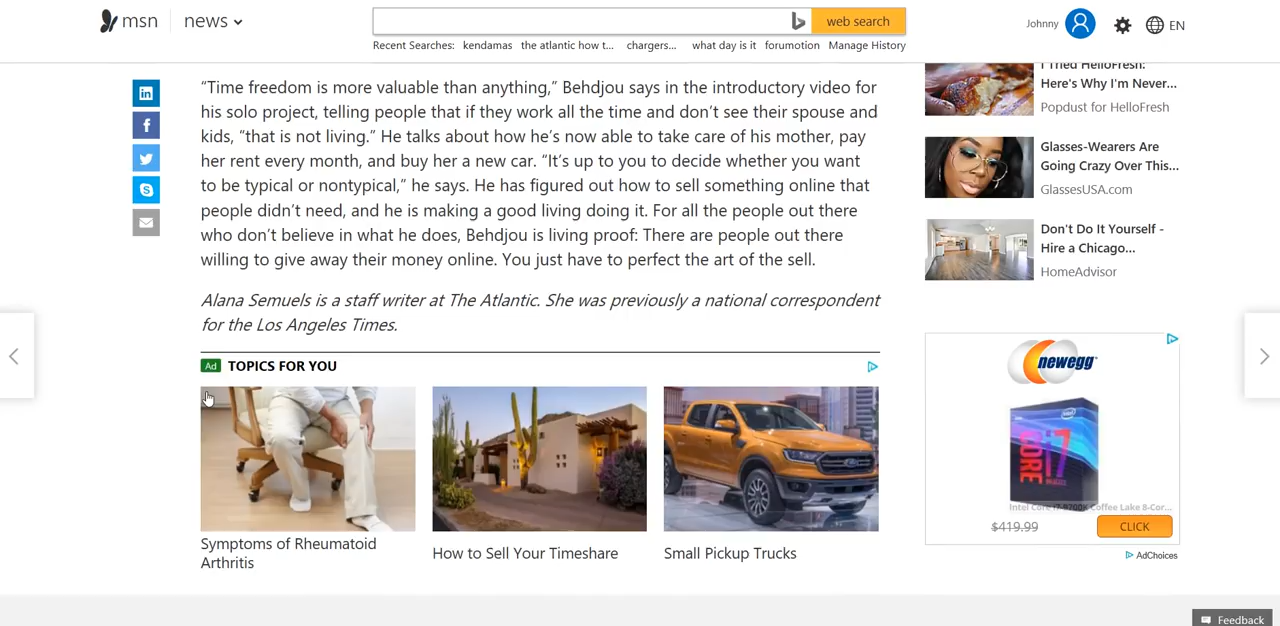 msn
news
web search
Johnny
EN
Recent Searches: kendamas the atlantic how t... chargers... what day is it forumotion Manage History
“Time freedom is more valuable than anything,” Behdjou says in the introductory video for
his solo project, telling people that if they work all the time and don’t see their spouse and
kids, “that is not living.” He talks about how he’s now able to take care of his mother, pay
her rent every month, and buy her a new car. “It’s up to you to decide whether you want
to be typical or nontypical,” he says. He has figured out how to sell something online that
people didn’t need, and he is making a good living doing it. For all the people out there
who don’t believe in what he does, Behdjou is living proof: There are people out there
willing to give away their money online. You just have to perfect the art of the sell.
Alana Semuels is a staff writer at The Atlantic. She was previously a national correspondent
for the Los Angeles Times.
Ad TOPICS FOR YOU
Symptoms of Rheumatoid
Arthritis
How to Sell Your Timeshare
Small Pickup Trucks
I Tried HelloFresh:
Here's Why I'm Never...
Popdust for HelloFresh
Glasses-Wearers Are
Going Crazy Over This...
GlassesUSA.com
Don't Do It Yourself -
Hire a Chicago...
HomeAdvisor
newegg
CORE i7
Intel Core i7-9700K Coffee Lake 8-Cor...
$419.99
CLICK
AdChoices
Feedback